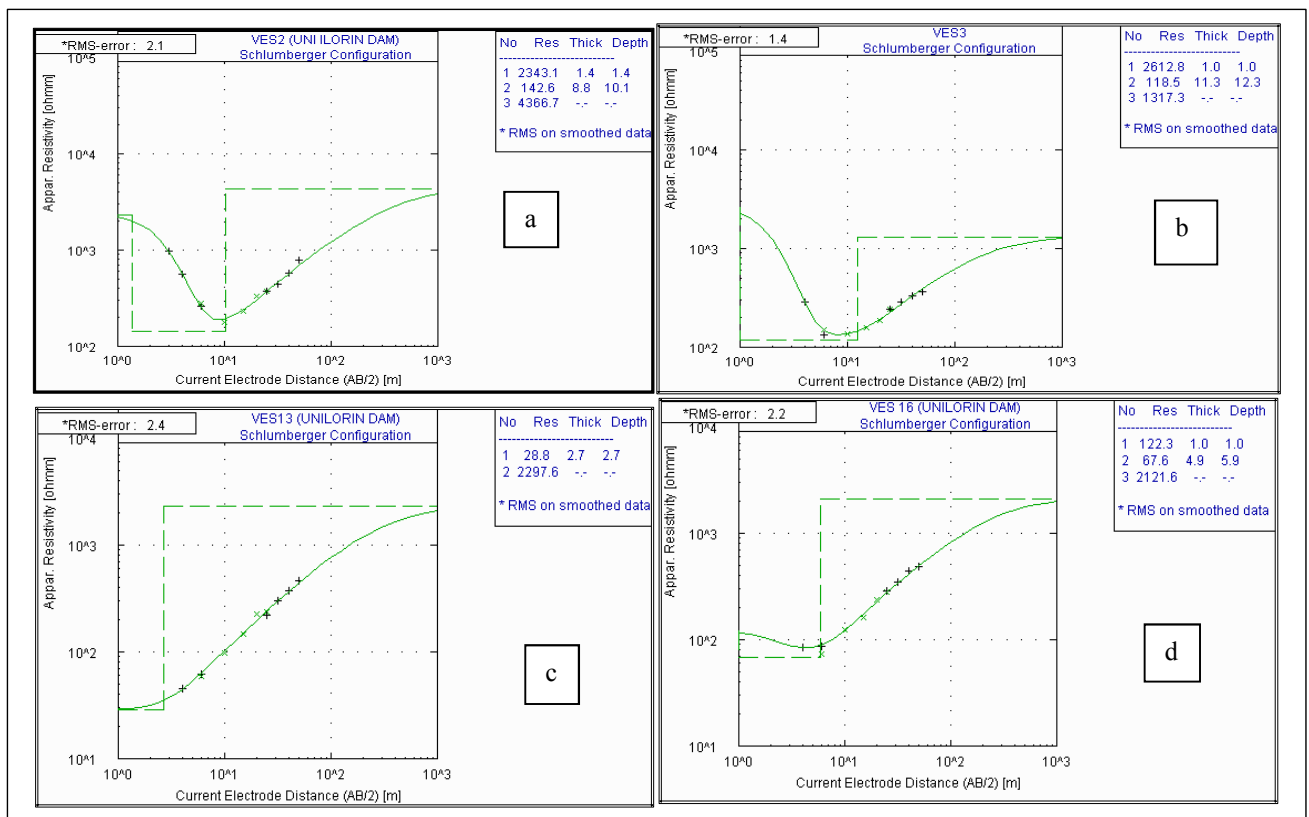 *RMS-error : 2.1
VES2 (UNI ILORIN DAM)
Schlumberger Configuration
No Res Thick Depth
---------------------------
1 2343.1 1.4 1.4
2 142.6 8.8 10.1
3 4366.7 -.- -.-
* RMS on smoothed data
Appar. Resistivity [ohmm]
10^5
10^4
10^3
10^2
10^0 10^1 10^2 10^3
Current Electrode Distance (AB/2) [m]
a
*RMS-error : 1.4
VES3
Schlumberger Configuration
No Res Thick Depth
---------------------------
1 2612.8 1.0 1.0
2 118.5 11.3 12.3
3 1317.3 -.- -.-
* RMS on smoothed data
Appar. Resistivity [ohmm]
10^5
10^4
10^3
10^2
10^0 10^1 10^2 10^3
Current Electrode Distance (AB/2) [m]
b
*RMS-error : 2.4
VES13 (UNILORIN DAM)
Schlumberger Configuration
No Res Thick Depth
---------------------------
1 28.8 2.7 2.7
2 2297.6 -.- -.-
* RMS on smoothed data
Appar. Resistivity [ohmm]
10^4
10^3
10^2
10^1
10^0 10^1 10^2 10^3
Current Electrode Distance (AB/2) [m]
c
*RMS-error : 2.2
VES 16 (UNILORIN DAM)
Schlumberger Configuration
No Res Thick Depth
---------------------------
1 122.3 1.0 1.0
2 67.6 4.9 5.9
3 2121.6 -.- -.-
* RMS on smoothed data
Appar. Resistivity [ohmm]
10^4
10^3
10^2
10^1
10^0 10^1 10^2 10^3
Current Electrode Distance (AB/2) [m]
d